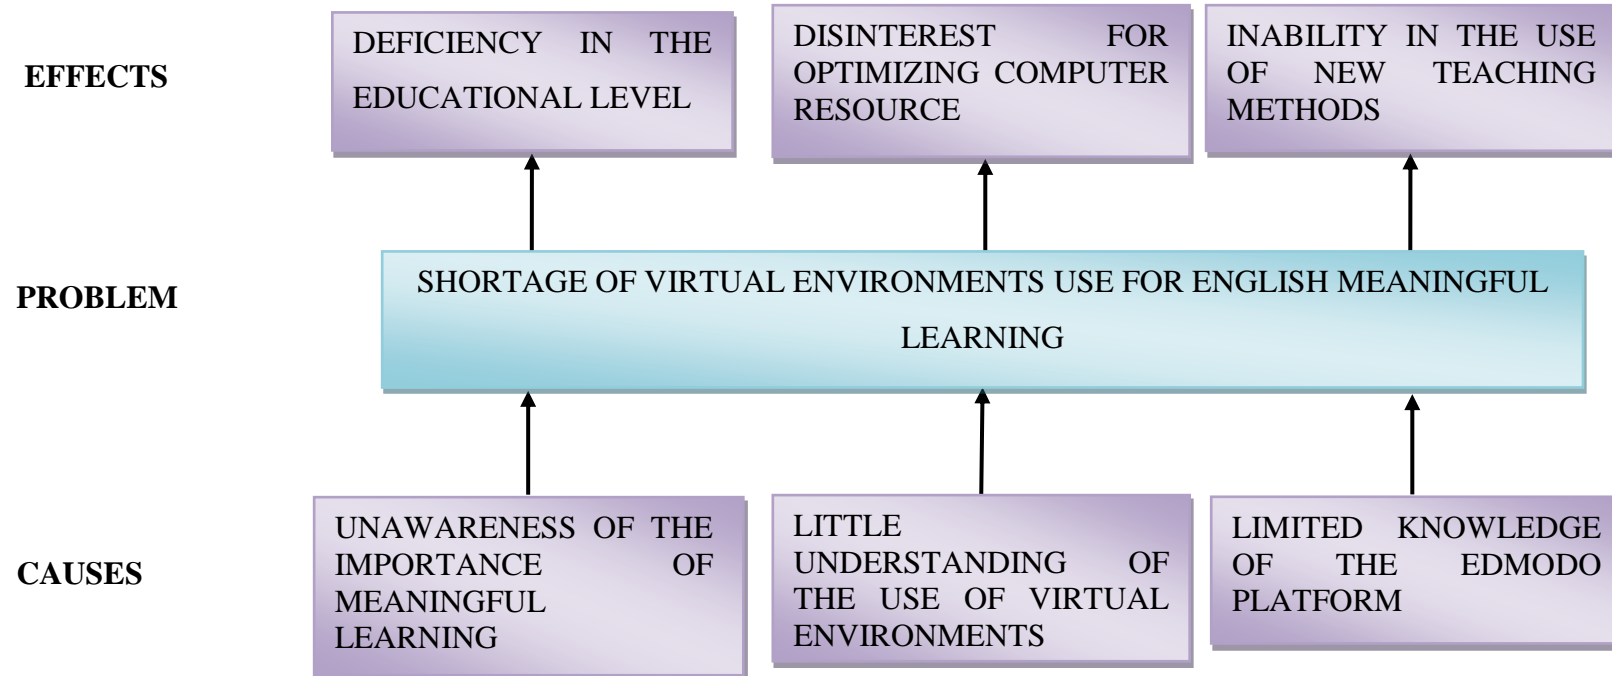 EFFECTS
DEFICIENCY IN THE
EDUCATIONAL LEVEL
DISINTEREST FOR
OPTIMIZING COMPUTER
RESOURCE
INABILITY IN THE USE
OF NEW TEACHING
METHODS
PROBLEM
SHORTAGE OF VIRTUAL ENVIRONMENTS USE FOR ENGLISH MEANINGFUL
LEARNING
CAUSES
UNAWARENESS OF THE
IMPORTANCE OF
MEANINGFUL
LEARNING
LITTLE
UNDERSTANDING OF
THE USE OF VIRTUAL
ENVIRONMENTS
LIMITED KNOWLEDGE
OF THE EDMODO
PLATFORM